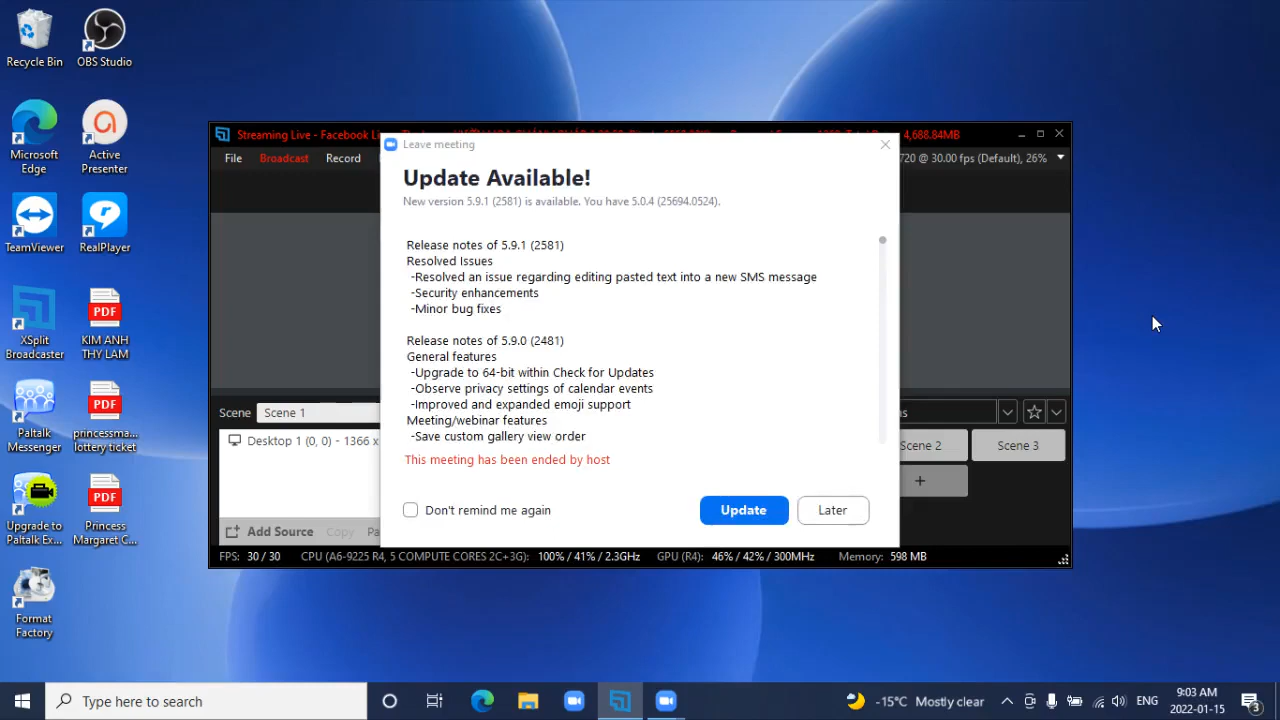 Recycle Bin
OBS Studio
Microsoft Edge
Active Presenter
TeamViewer
RealPlayer
PDF
XSplit Broadcaster
KIM ANH THY LAM
PDF
Paltalk Messenger
princessma... lottery ticket
PDF
Upgrade to Paltalk Ex...
Princess Margaret C...
Format Factory
Streaming Live - Facebook Li
4,688.84MB
File Broadcast Record
720 @ 30.00 fps (Default), 26%
Leave meeting
Update Available!
New version 5.9.1 (2581) is available. You have 5.0.4 (25694.0524).
Release notes of 5.9.1 (2581)
Resolved Issues
-Resolved an issue regarding editing pasted text into a new SMS message
-Security enhancements
-Minor bug fixes
Release notes of 5.9.0 (2481)
General features
-Upgrade to 64-bit within Check for Updates
-Observe privacy settings of calendar events
-Improved and expanded emoji support
Meeting/webinar features
-Save custom gallery view order
This meeting has been ended by host
Don't remind me again
Update
Later
Scene Scene 1
ns
Desktop 1 (0, 0) - 1366 x
Scene 2
Scene 3
+
Add Source Copy Pa
FPS: 30 / 30 CPU (A6-9225 R4, 5 COMPUTE CORES 2C+3G): 100% / 41% / 2.3GHz GPU (R4): 46% / 42% / 300MHz Memory: 598 MB
Type here to search
-15°C Mostly clear
ENG
9:03 AM
2022-01-15
3